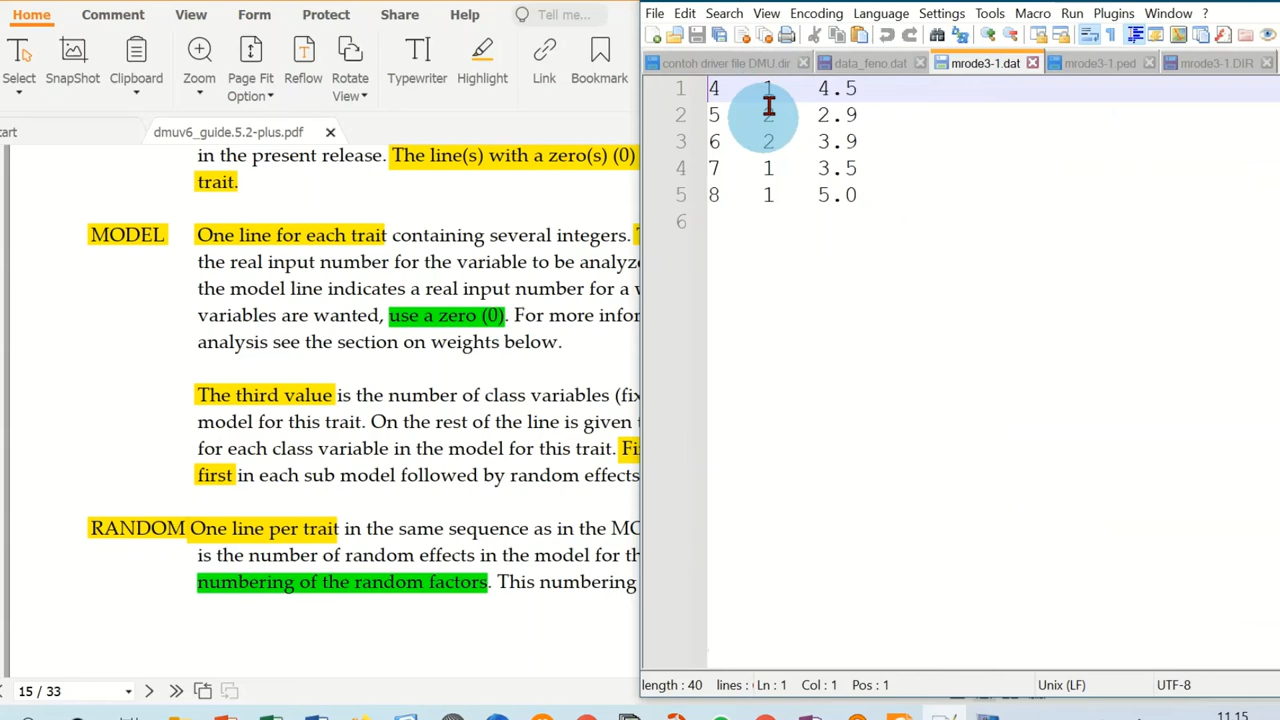 Home Comment View Form Protect Share Help Tell me...
Select SnapShot Clipboard Zoom Page Fit Option Reflow Rotate View Typewriter Highlight Link Bookmark
tart dmuv6_guide.5.2-plus.pdf
in the present release. The line(s) with a zero(s) (0)
trait.
MODEL One line for each trait containing several integers.
the real input number for the variable to be analyze
the model line indicates a real input number for a w
variables are wanted, use a zero (0). For more infor
analysis see the section on weights below.
The third value is the number of class variables (fix
model for this trait. On the rest of the line is given t
for each class variable in the model for this trait. Fi
first in each sub model followed by random effects
RANDOM One line per trait in the same sequence as in the MO
is the number of random effects in the model for th
numbering of the random factors. This numbering
15 / 33
File Edit Search View Encoding Language Settings Tools Macro Run Plugins Window ?
contoh driver file DMU.dir data_feno.dat mrode3-1.dat mrode3-1.ped mrode3-1 DIR
1 4 1 4.5
2 5 2 2.9
3 6 2 3.9
4 7 1 3.5
5 8 1 5.0
6
length : 40 lines : Ln : 1 Col : 1 Pos : 1 Unix (LF) UTF-8
11.15